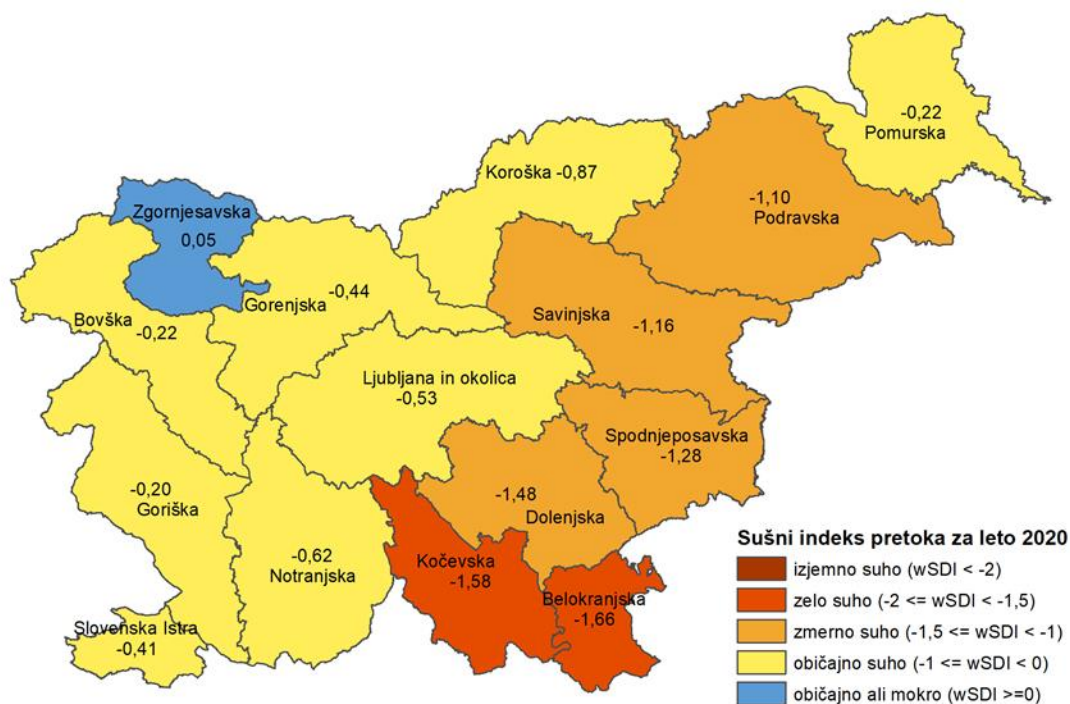 -0,22
Pomurska
Koroška -0,87
-1,10
Podravska
Zgornjesavska
0,05
Gorenjska -0,44
Savinjska -1,16
Bovška -0,22
Ljubljana in okolica
-0,53
Spodnjeposavska
-1,28
-0,20
Goriška
-1,48
Dolenjska
-0,62
Notranjska
Kočevska
-1,58
Belokranjska
-1,66
Slovenska Istra
-0,41
Sušni indeks pretoka za leto 2020
izjemno suho (wSDI < -2)
zelo suho (-2 <= wSDI < -1,5)
zmerno suho (-1,5 <= wSDI < -1)
običajno suho (-1 <= wSDI < 0)
običajno ali mokro (wSDI >=0)